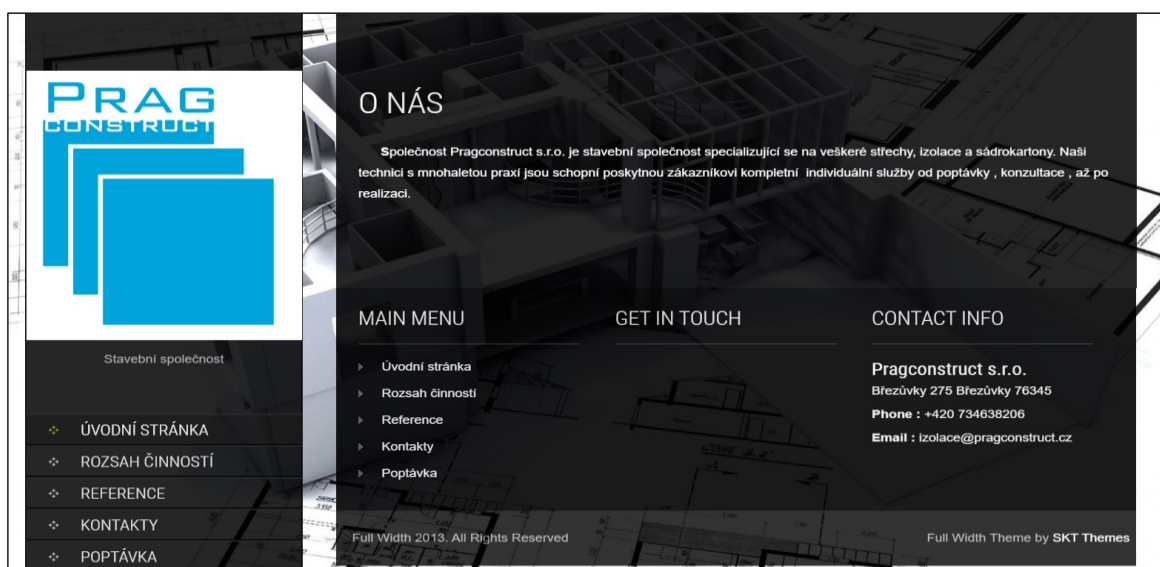 PRAG
CONSTRUCT
Stavební společnost
ÚVODNÍ STRÁNKA
ROZSAH ČINNOSTÍ
REFERENCE
KONTAKTY
POPTÁVKA
O NÁS
Společnost Pragconstruct s.r.o. je stavební společnost specializující se na veškeré střechy, izolace a sádrokartony. Naši
technici s mnohaletou praxí jsou schopní poskytnou zákazníkovi kompletní individuální služby od poptávky , konzultace , až po
realizaci.
MAIN MENU
Úvodní stránka
Rozsah činností
Reference
Kontakty
Poptávka
GET IN TOUCH
CONTACT INFO
Pragconstruct s.r.o.
Březůvky 275 Březůvky 76345
Phone : +420 734638206
Email : izolace@pragconstruct.cz
Full Width 2013. All Rights Reserved
Full Width Theme by SKT Themes